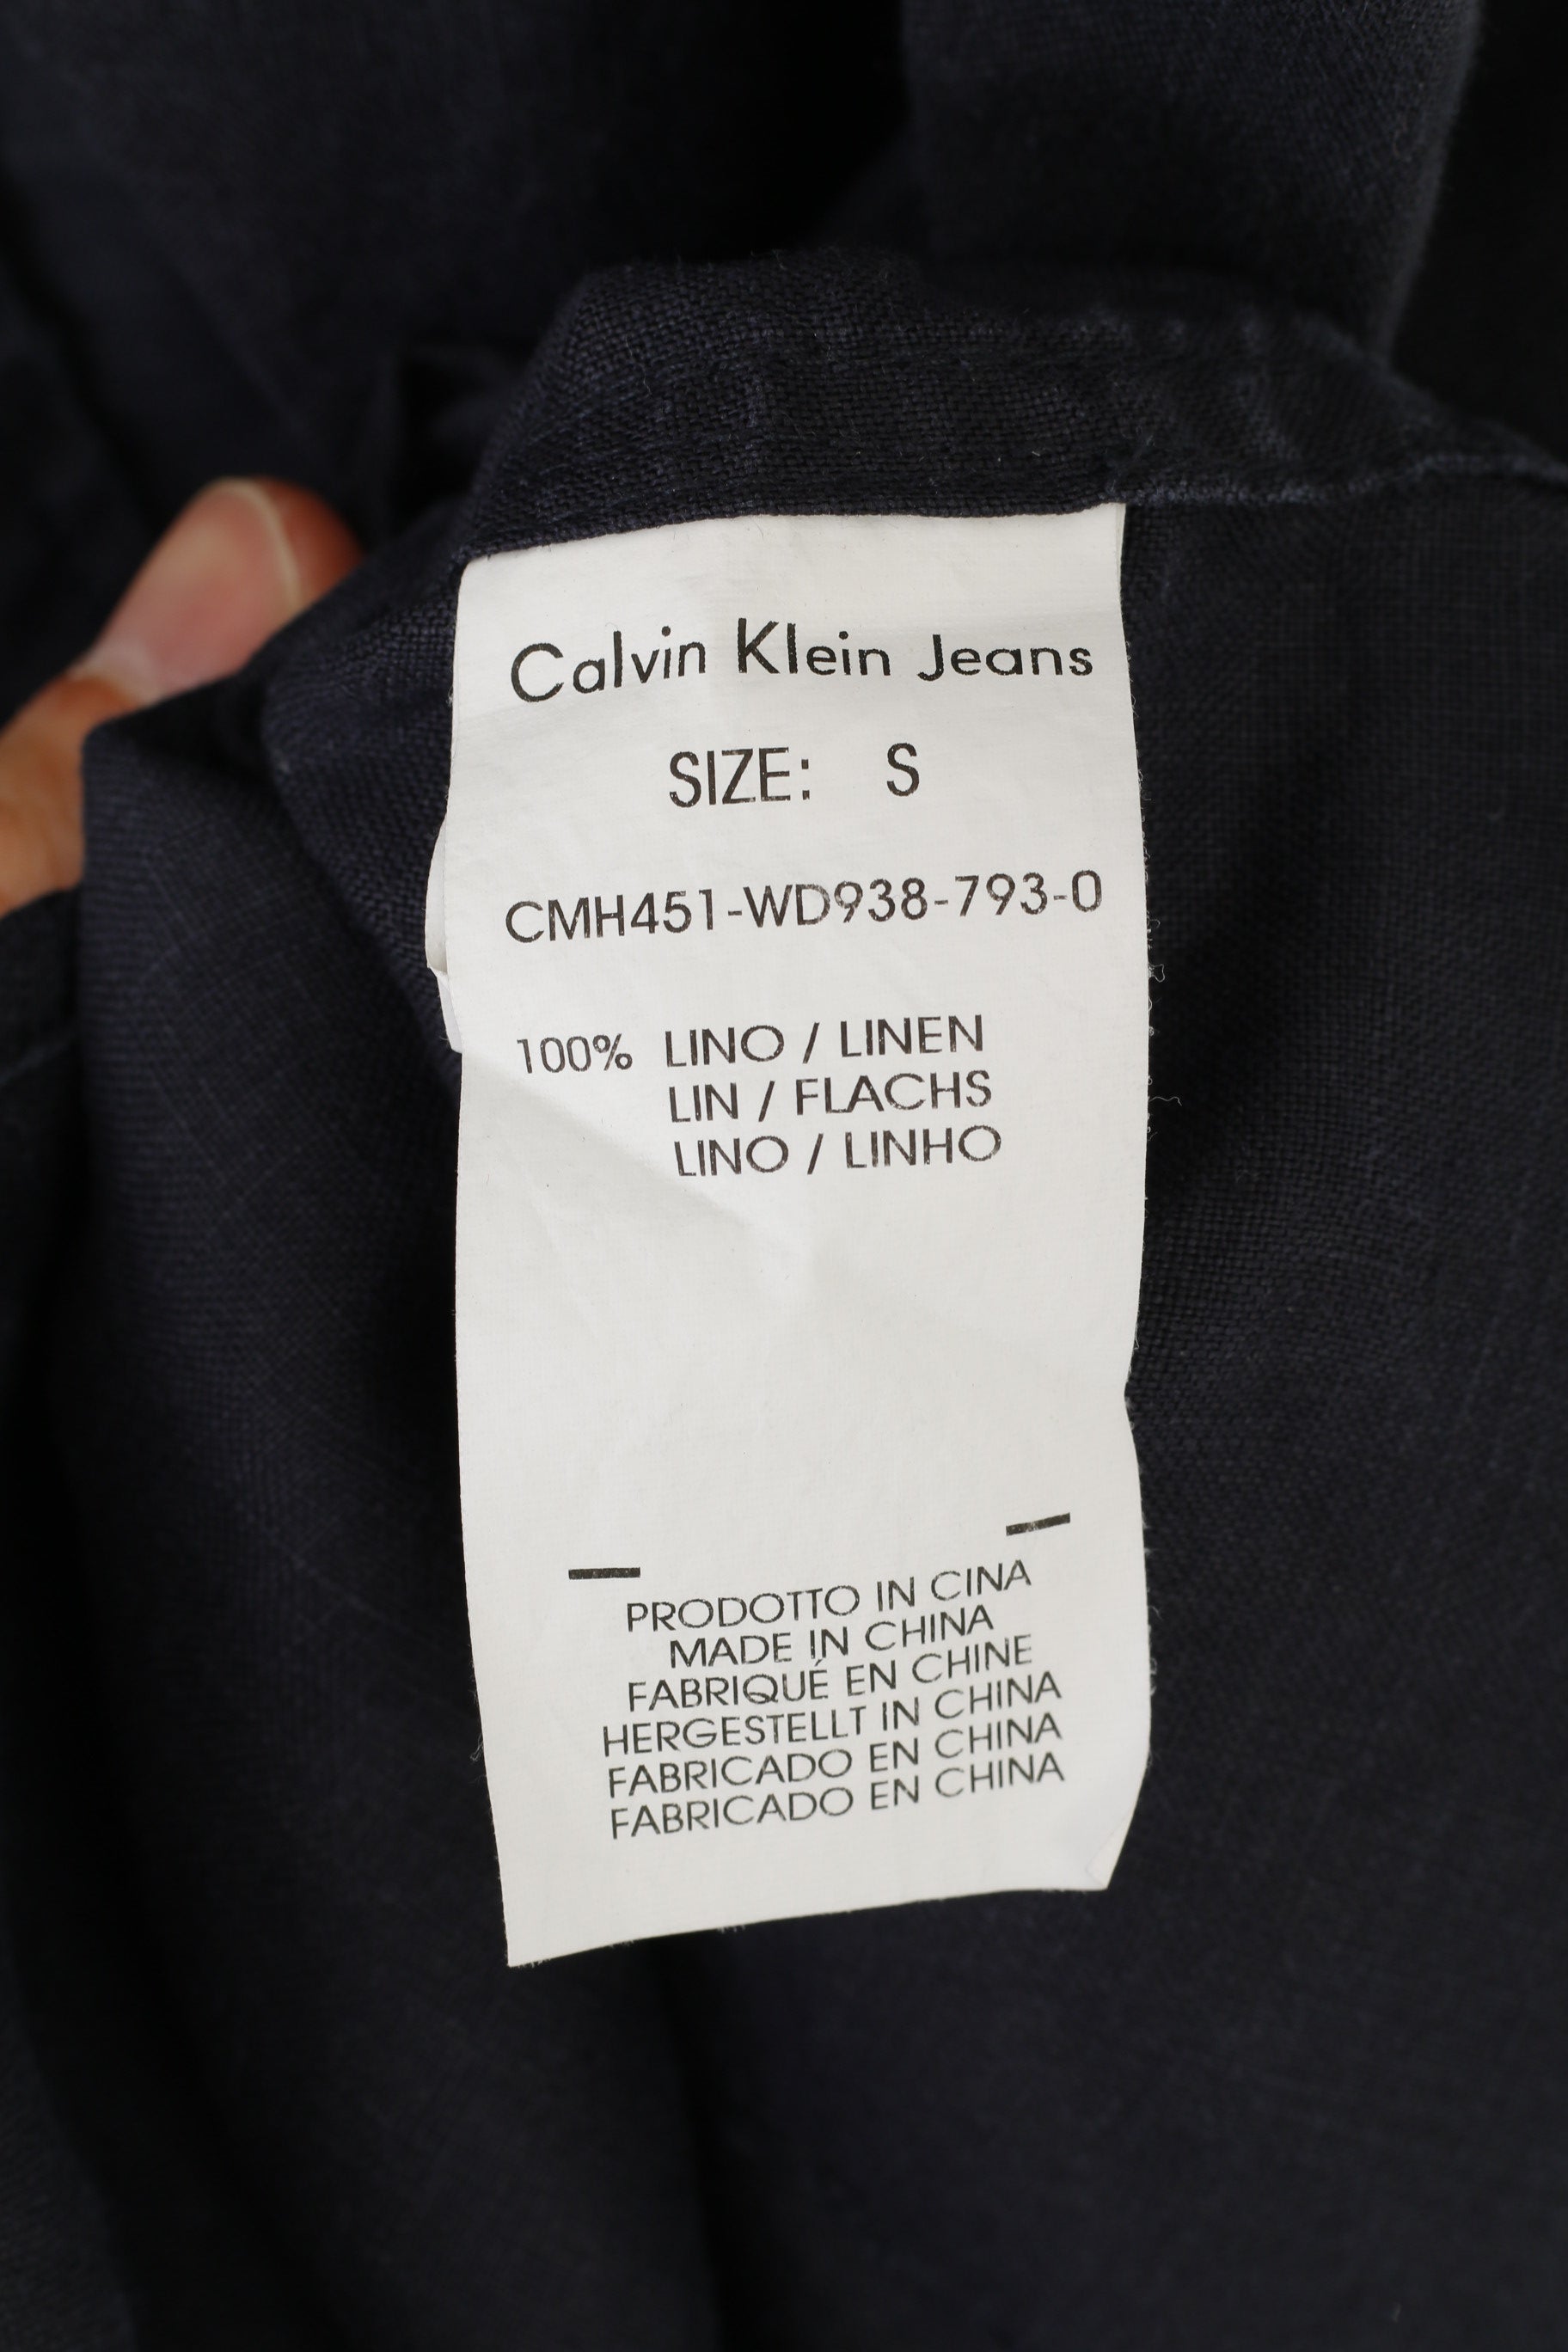 Calvin Klein Jeans
SIZE: S
CMH451-WD938-793-0
100% LINO / LINEN
LIN / FLACHS
LINO / LINHO
PRODOTTO IN CINA
MADE IN CHINA
FABRIQUÉ EN CHINE
HERGESTELLT IN CHINA
FABRICADO EN CHINA
FABRICADO EN CHINA